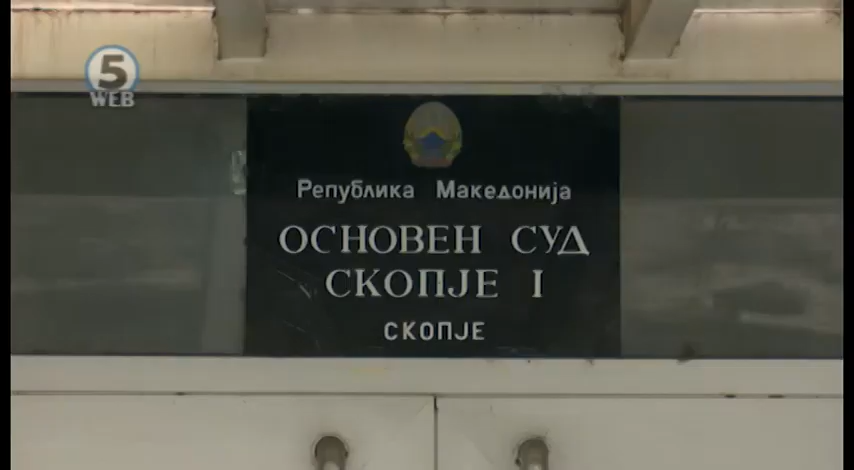 5
WEB
Република Македонија
ОСНОВЕН СУД
СКОПЈЕ I
СКОПЈЕ